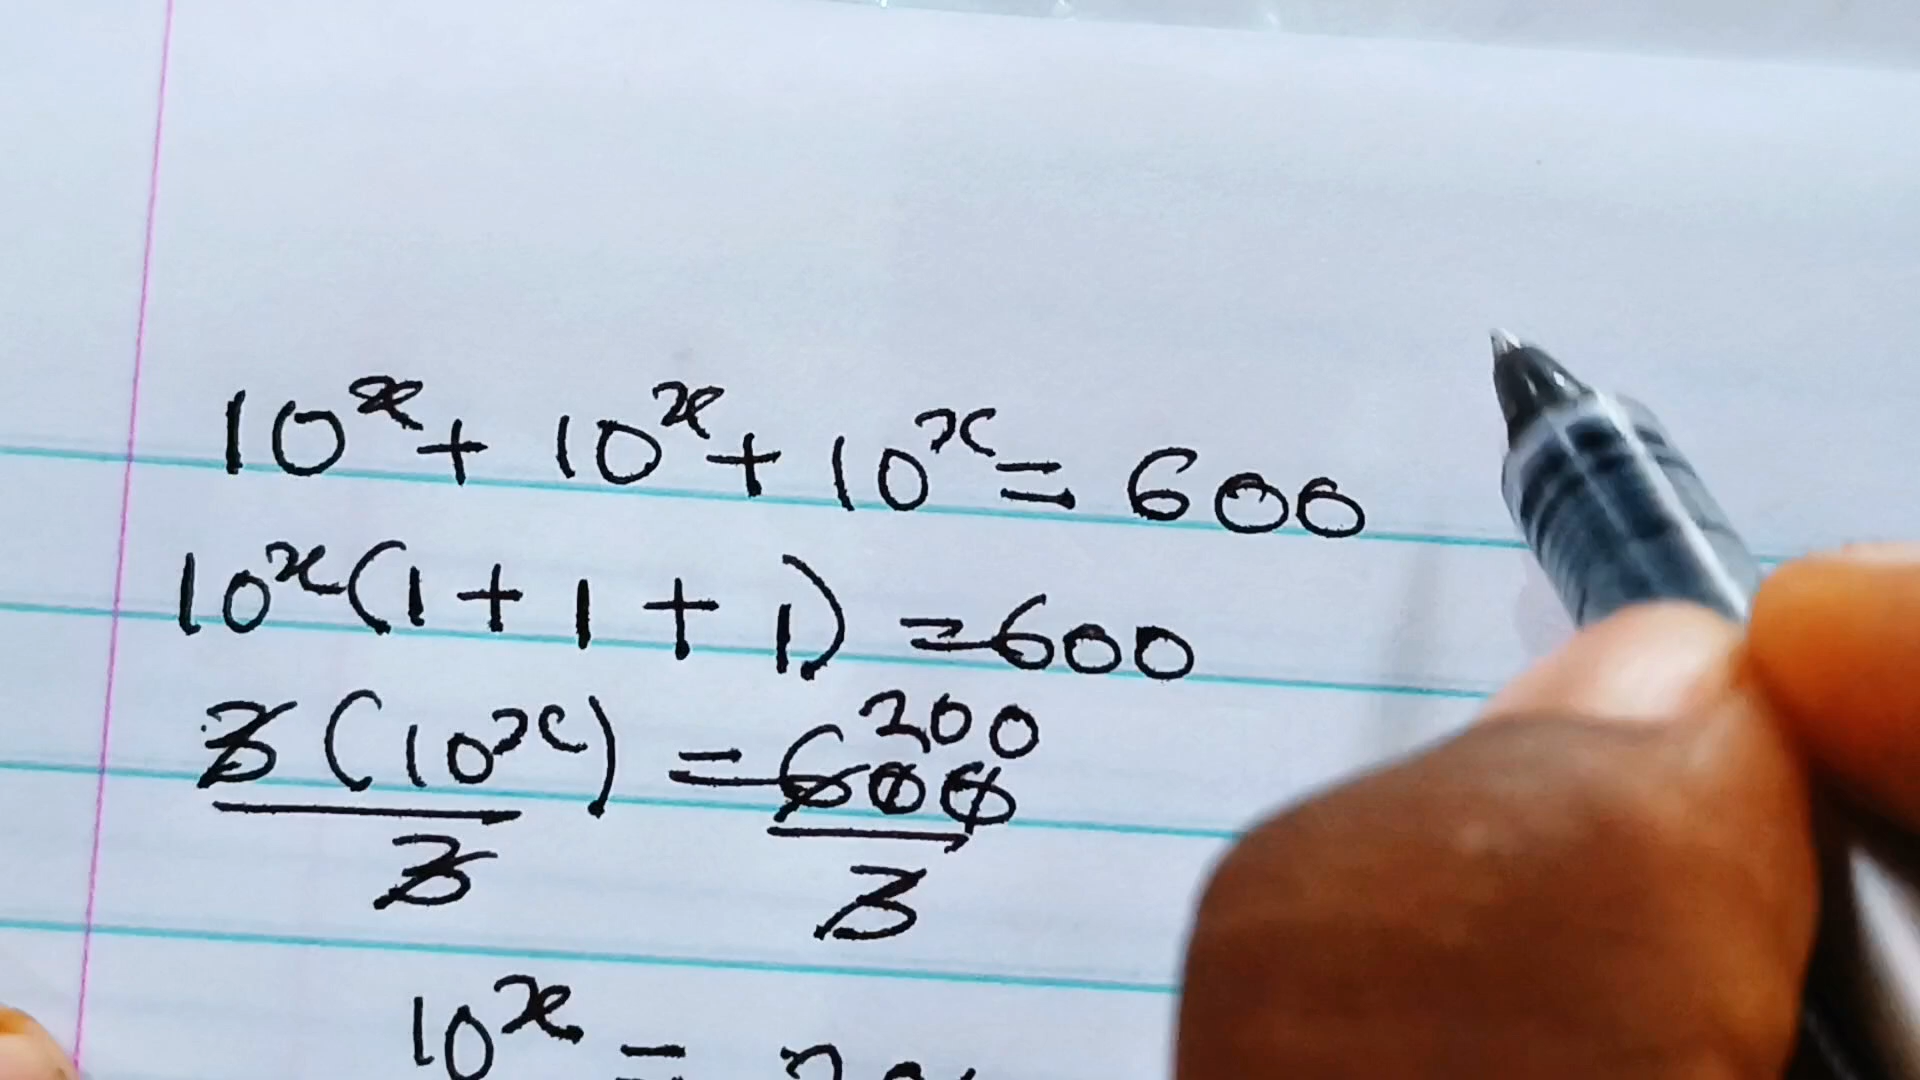 10^x + 10^x + 10^x = 600
10^x (1 + 1 + 1) = 600
3 (10^x) = 600 200
3 3
10^x =